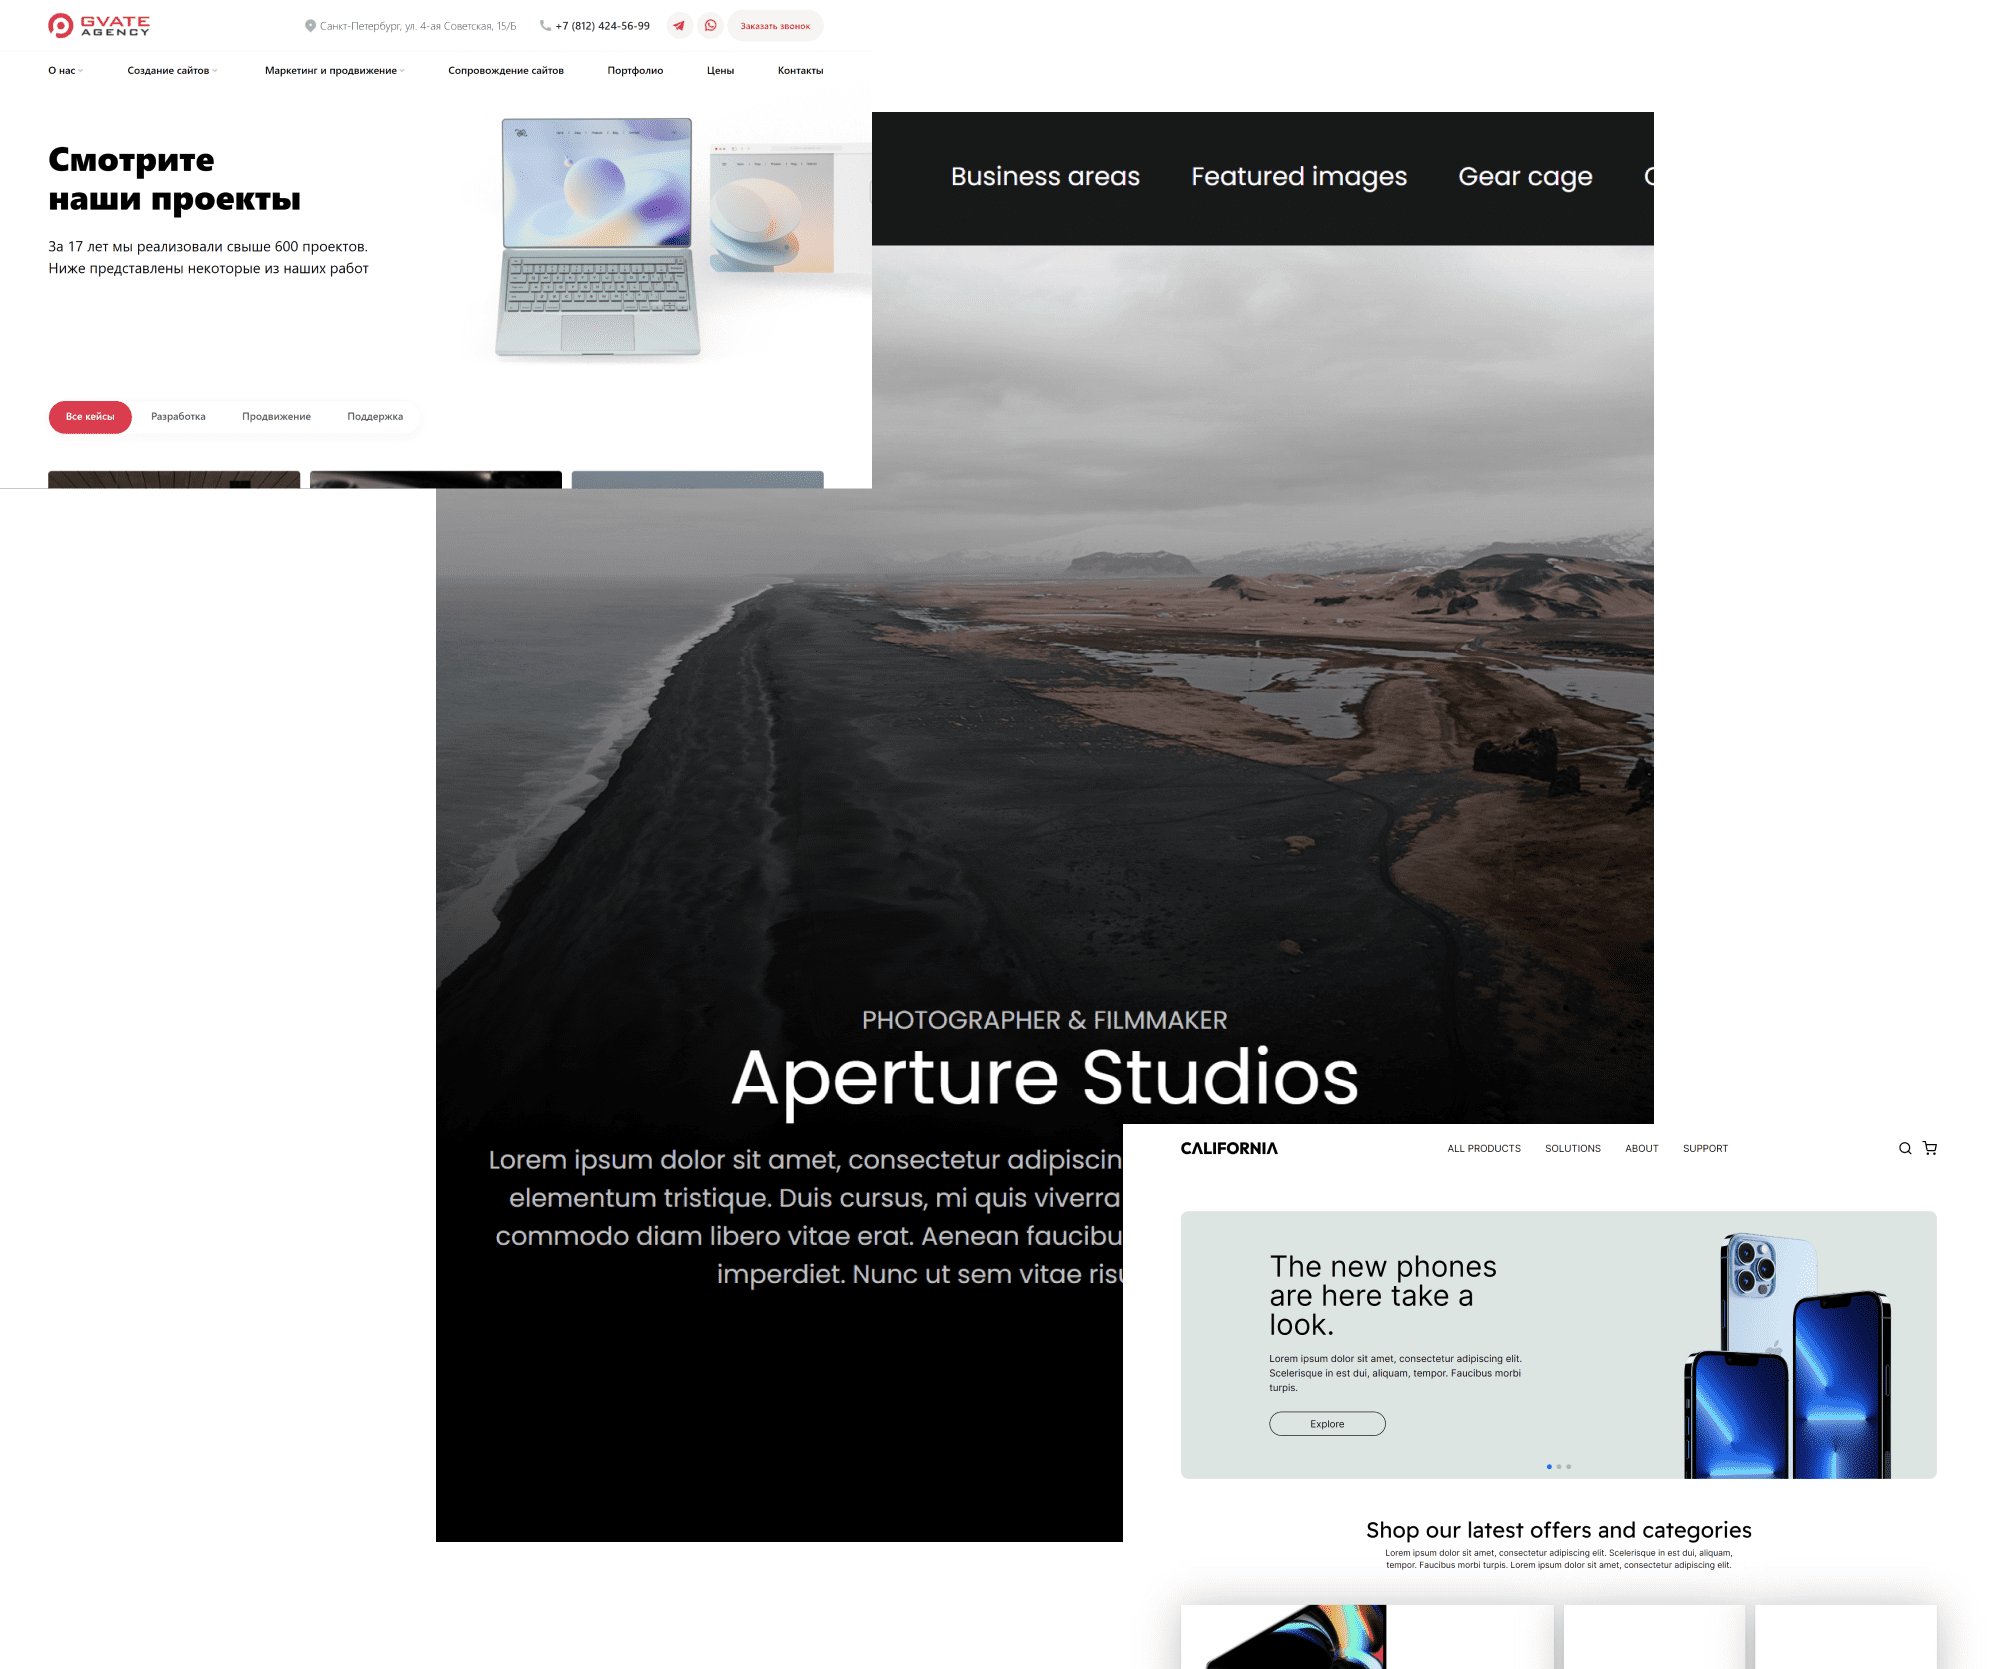 GVATE
AGENCY
Санкт-Петербург, ул. 4-ая Советская, 15/Б
+7 (812) 424-56-99
Заказать звонок
О нас
Создание сайтов
Маркетинг и продвижение
Сопровождение сайтов
Портфолио
Цены
Контакты
Смотрите
наши проекты
За 17 лет мы реализовали свыше 600 проектов.
Ниже представлены некоторые из наших работ
Все кейсы
Разработка
Продвижение
Поддержка
Business areas
Featured images
Gear cage
PHOTOGRAPHER & FILMMAKER
Aperture Studios
Lorem ipsum dolor sit amet, consectetur adipiscin
elementum tristique. Duis cursus, mi quis viverra
commodo diam libero vitae erat. Aenean faucibu
imperdiet. Nunc ut sem vitae risu
CALIFORNIA
ALL PRODUCTS
SOLUTIONS
ABOUT
SUPPORT
The new phones
are here take a
look.
Lorem ipsum dolor sit amet, consectetur adipiscing elit.
Scelerisque in est dui, aliquam, tempor. Faucibus morbi
turpis.
Explore
Shop our latest offers and categories
Lorem ipsum dolor sit amet, consectetur adipiscing elit. Scelerisque in est dui, aliquam,
tempor. Faucibus morbi turpis. Lorem ipsum dolor sit amet, consectetur adipiscing elit.